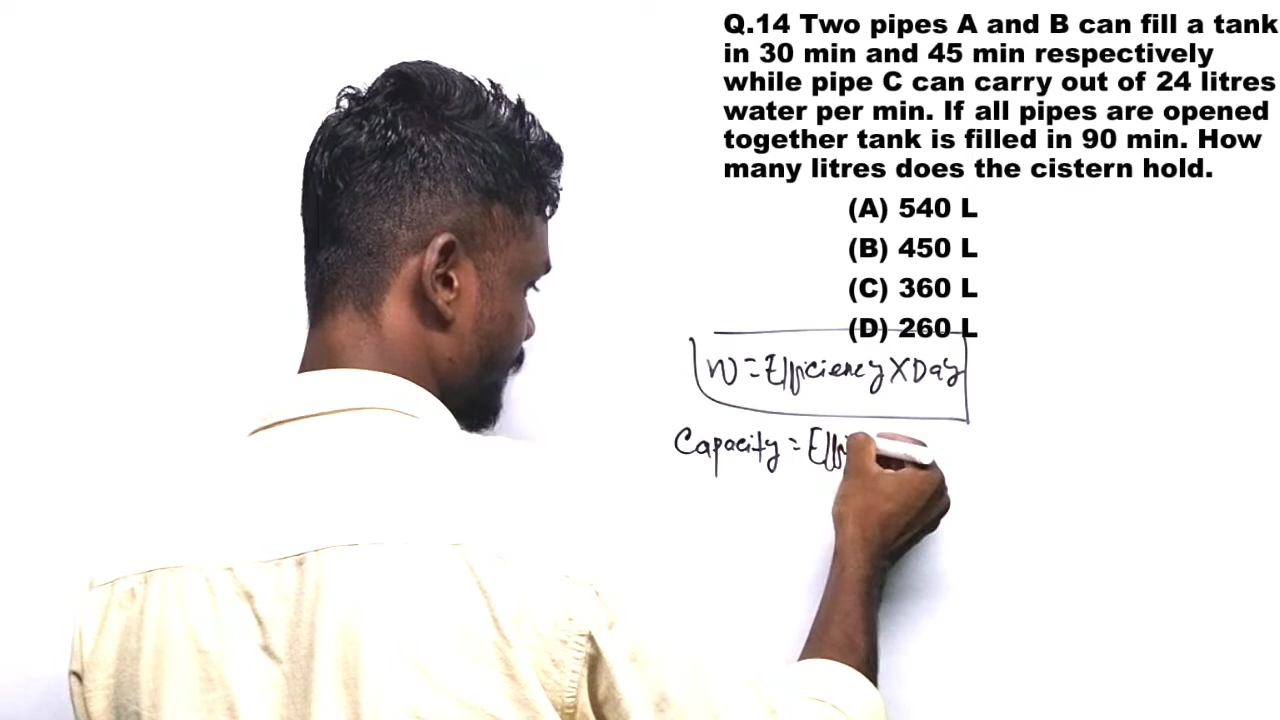 Q.14 Two pipes A and B can fill a tank
in 30 min and 45 min respectively
while pipe C can carry out of 24 litres
water per min. If all pipes are opened
together tank is filled in 90 min. How
many litres does the cistern hold.
(A) 540 L
(B) 450 L
(C) 360 L
(D) 260 L
W = Efficiency X Day
Capacity = Effi